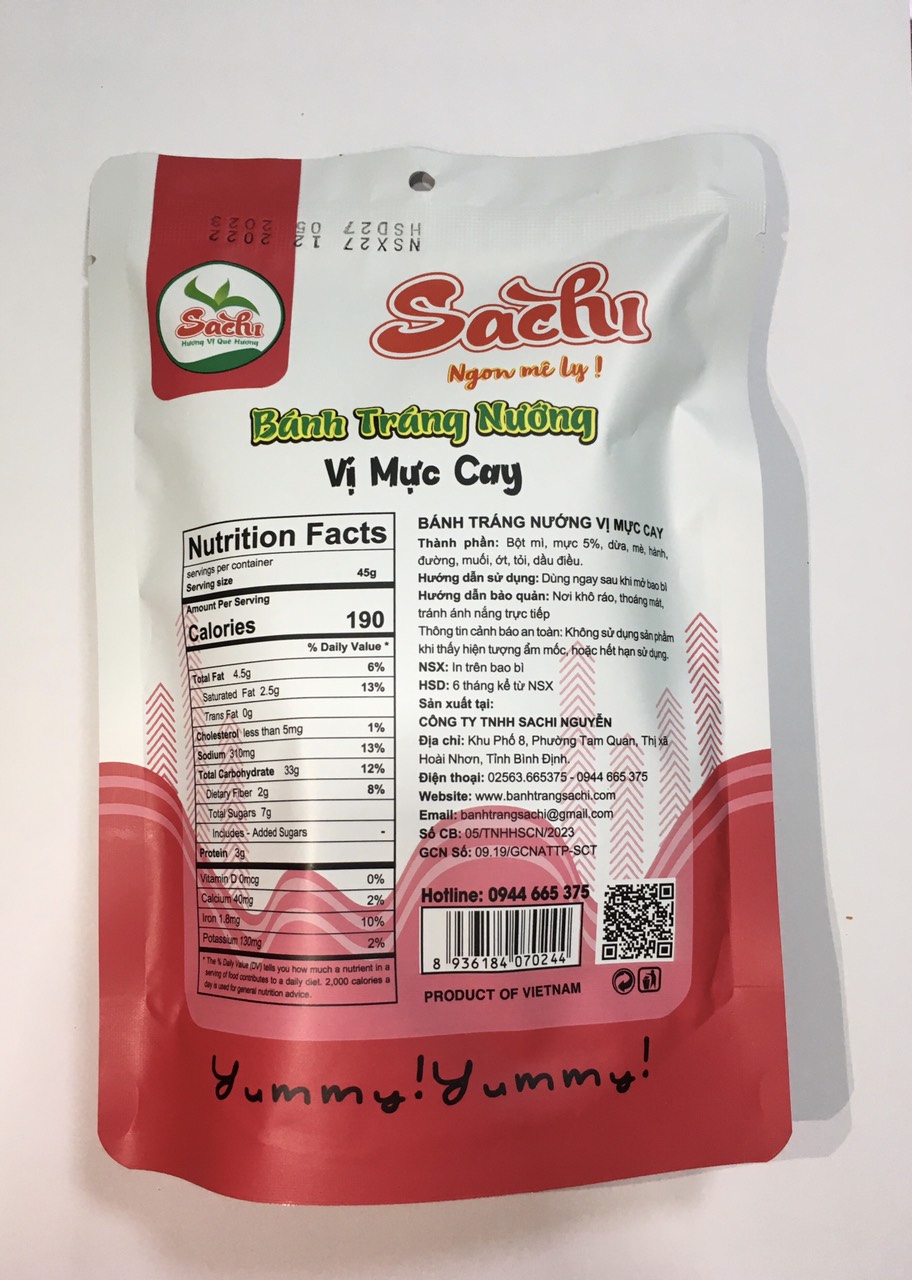 NSX27 12 2022
HSD27 05 2023
Sachi
Hương Vị Quê Hương
Sachi
Ngon mê ly !
Bánh Tráng Nướng
Vị Mực Cay
Nutrition Facts
servings per container
Serving size 45g
Amount Per Serving
Calories 190
% Daily Value *
Total Fat 4.5g 6%
Saturated Fat 2.5g 13%
Trans Fat 0g
Cholesterol less than 5mg 1%
Sodium 310mg 13%
Total Carbohydrate 33g 12%
Dietary Fiber 2g 8%
Total Sugars 7g
Includes - Added Sugars -
Protein 3g
Vitamin D 0mcg 0%
Calcium 40mg 2%
Iron 1.8mg 10%
Potassium 130mg 2%
* The % Daily Value (DV) tells you how much a nutrient in a
serving of food contributes to a daily diet. 2,000 calories a
day is used for general nutrition advice.
BÁNH TRÁNG NƯỚNG VỊ MỰC CAY
Thành phần: Bột mì, mực 5%, dừa, mè, hành,
đường, muối, ớt, tỏi, dầu điều.
Hướng dẫn sử dụng: Dùng ngay sau khi mở bao bì
Hướng dẫn bảo quản: Nơi khô ráo, thoáng mát,
tránh ánh nắng trực tiếp
Thông tin cảnh báo an toàn: Không sử dụng sản phẩm
khi thấy hiện tượng ẩm mốc, hoặc hết hạn sử dụng.
NSX: In trên bao bì
HSD: 6 tháng kể từ NSX
Sản xuất tại:
CÔNG TY TNHH SACHI NGUYỄN
Địa chỉ: Khu Phố 8, Phường Tam Quan, Thị xã
Hoài Nhơn, Tỉnh Bình Định.
Điện thoại: 02563.665375 - 0944 665 375
Website: www.banhtrangsachi.com
Email: banhtrangsachi@gmail.com
Số CB: 05/TNHHSCN/2023
GCN Số: 09.19/GCNATTP-SCT
Hotline: 0944 665 375
8 936184 070244
PRODUCT OF VIETNAM
Yummy! Yummy!